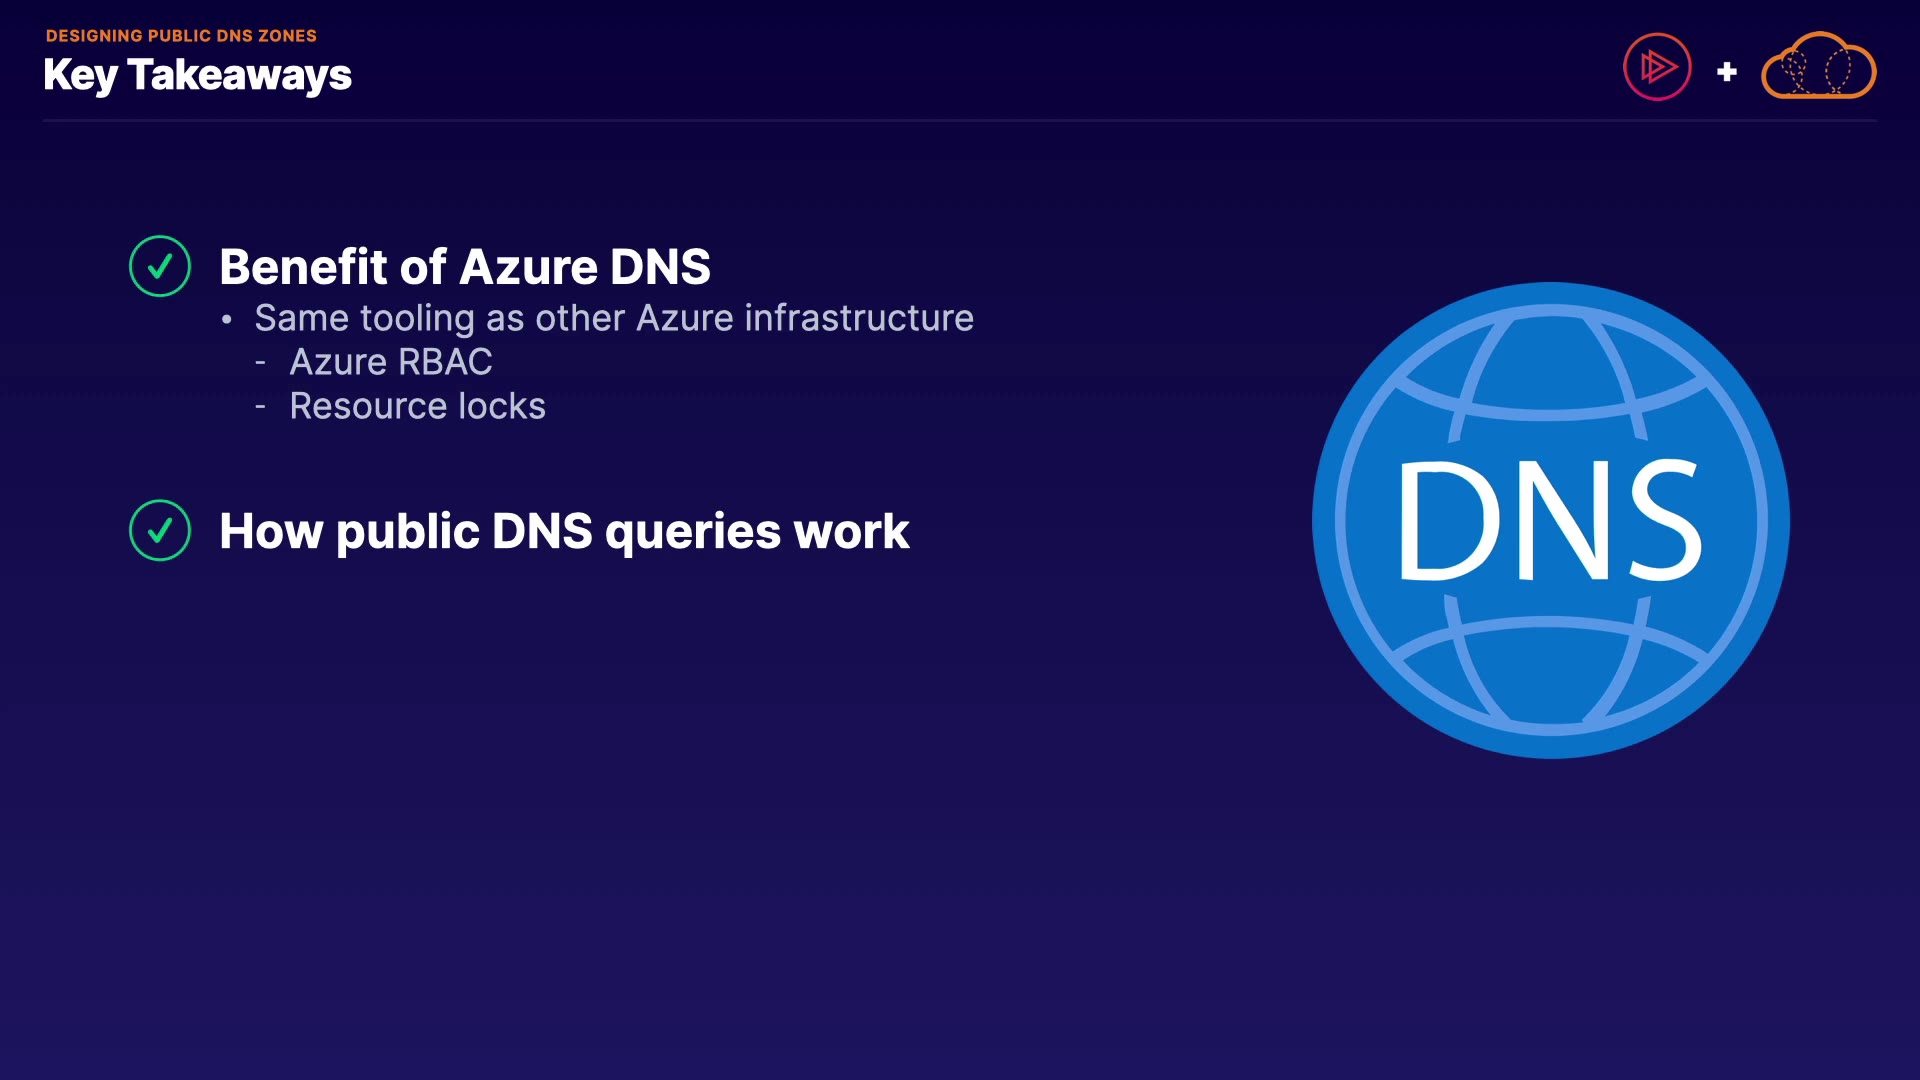 DESIGNING PUBLIC DNS ZONES
Key Takeaways
+
Benefit of Azure DNS
• Same tooling as other Azure infrastructure
- Azure RBAC
- Resource locks
How public DNS queries work
DNS